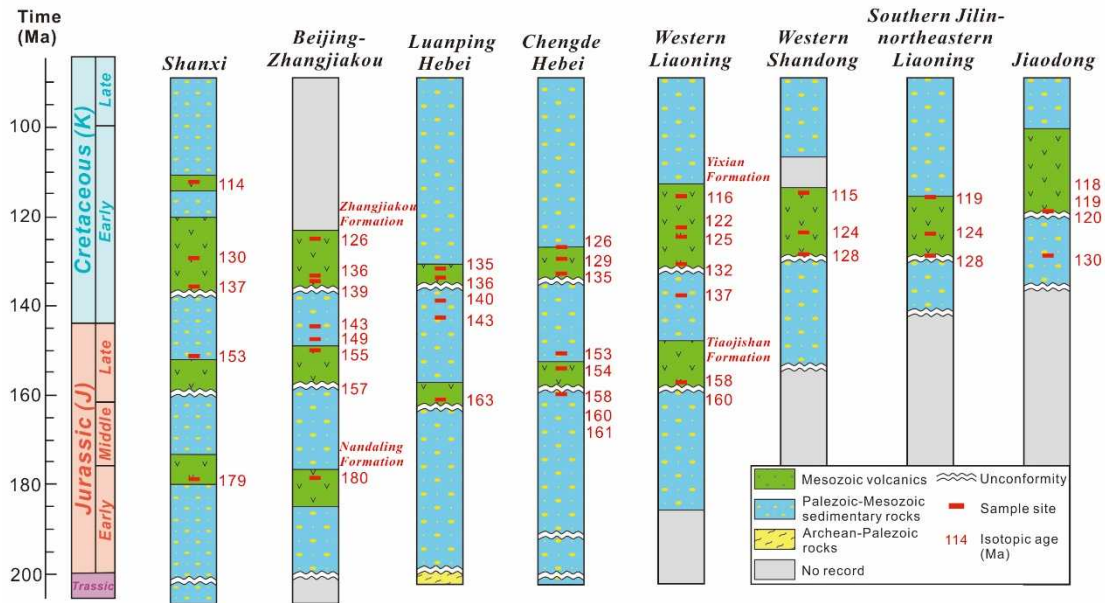 Time
(Ma)
100
120
140
160
180
200
Cretaceous (K)
Late
Early
Jurassic (J)
Late
Middle
Early
Trassic
Shanxi
114
130
137
153
179
Beijing-
Zhangjiakou
Zhangjiakou
Formation
126
136
139
143
149
155
157
Nandaling
Formation
180
Luanping
Hebei
135
136
140
143
163
Chengde
Hebei
126
129
135
153
154
158
160
161
Western
Liaoning
Yixian
Formation
116
122
125
132
137
Tiaojishan
Formation
158
160
Western
Shandong
115
124
128
Southern Jilin-
northeastern
Liaoning
119
124
128
Jiaodong
118
119
120
130
Mesozoic volcanics
Palezoic-Mesozoic
sedimentary rocks
Archean-Palezoic
rocks
No record
Unconformity
Sample site
114 Isotopic age
(Ma)